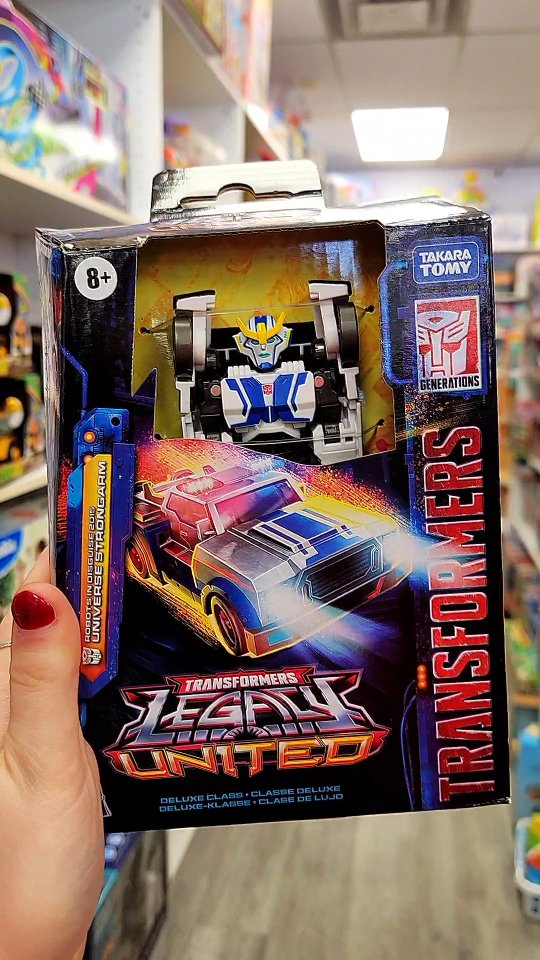 8+
TAKARA
TOMY
GENERATIONS
TRANSFORMERS
ROBOTS IN DISGUISE 2015
UNIVERSE STRONGARM
TRANSFORMERS
LEGACY
UNITED
DELUXE CLASS • CLASSE DELUXE
DELUXE-KLASSE • CLASE DE LUJO